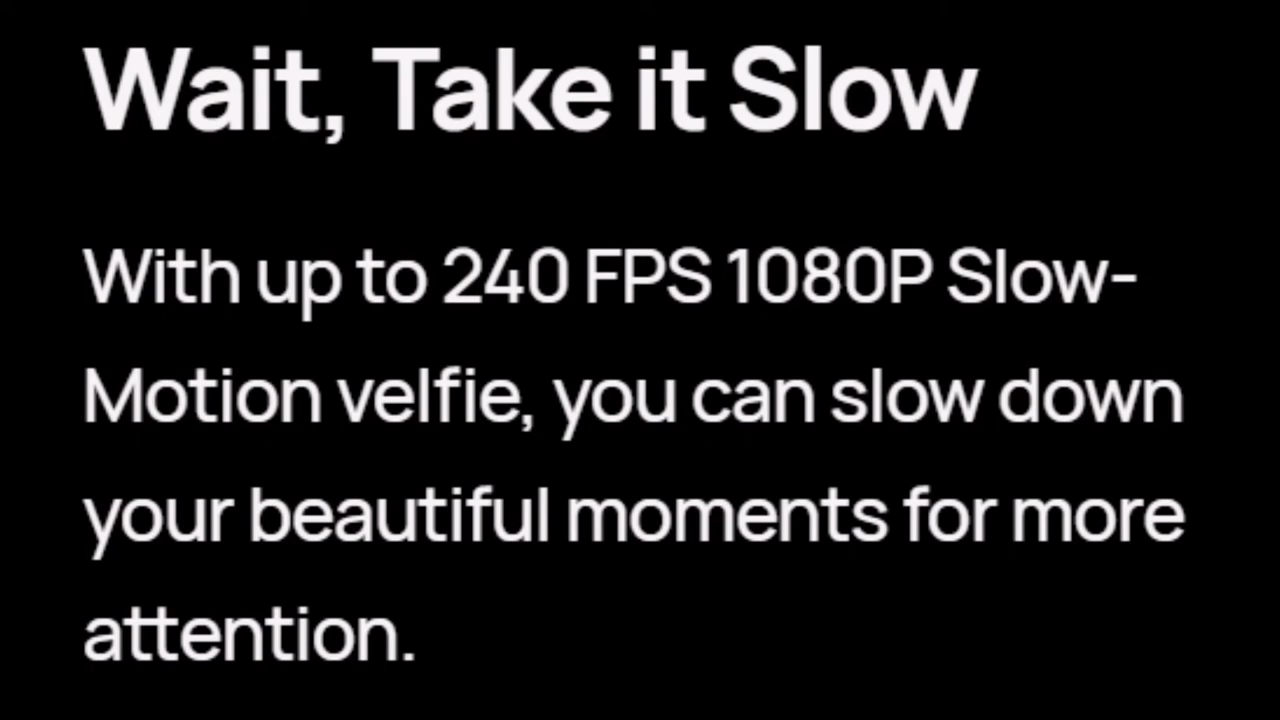 Wait, Take it Slow
With up to 240 FPS 1080P Slow-
Motion velfie, you can slow down
your beautiful moments for more
attention.